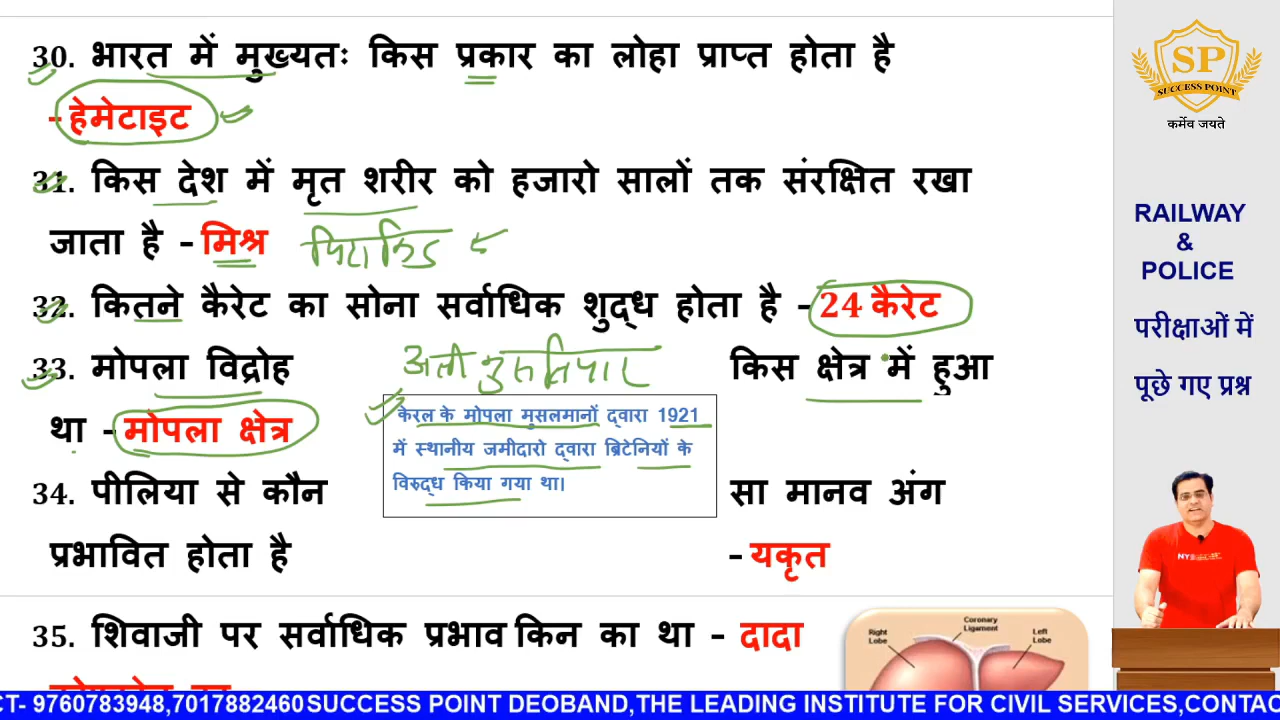 30. भारत में मुख्यतः किस प्रकार का लोहा प्राप्त होता है
- हेमेटाइट
31. किस देश में मृत शरीर को हजारो सालों तक संरक्षित रखा
जाता है - मिश्र
32. कितने कैरेट का सोना सर्वाधिक शुद्ध होता है - 24 कैरेट
33. मोपला विद्रोह किस क्षेत्र में हुआ
था - मोपला क्षेत्र
केरल के मोपला मुसलमानों द्वारा 1921
में स्थानीय जमीदारो द्वारा ब्रिटेनियों के
विरुद्ध किया गया था।
34. पीलिया से कौन सा मानव अंग
प्रभावित होता है - यकृत
35. शिवाजी पर सर्वाधिक प्रभाव किन का था - दादा
Right Lobe
Coronary Ligament
Left Lobe
SP
SUCCESS POINT
कर्मेव जयते
RAILWAY
&
POLICE
परीक्षाओं में
पूछे गए प्रश्न
CT- 9760783948,7017882460 SUCCESS POINT DEOBAND,THE LEADING INSTITUTE FOR CIVIL SERVICES,CONTAC